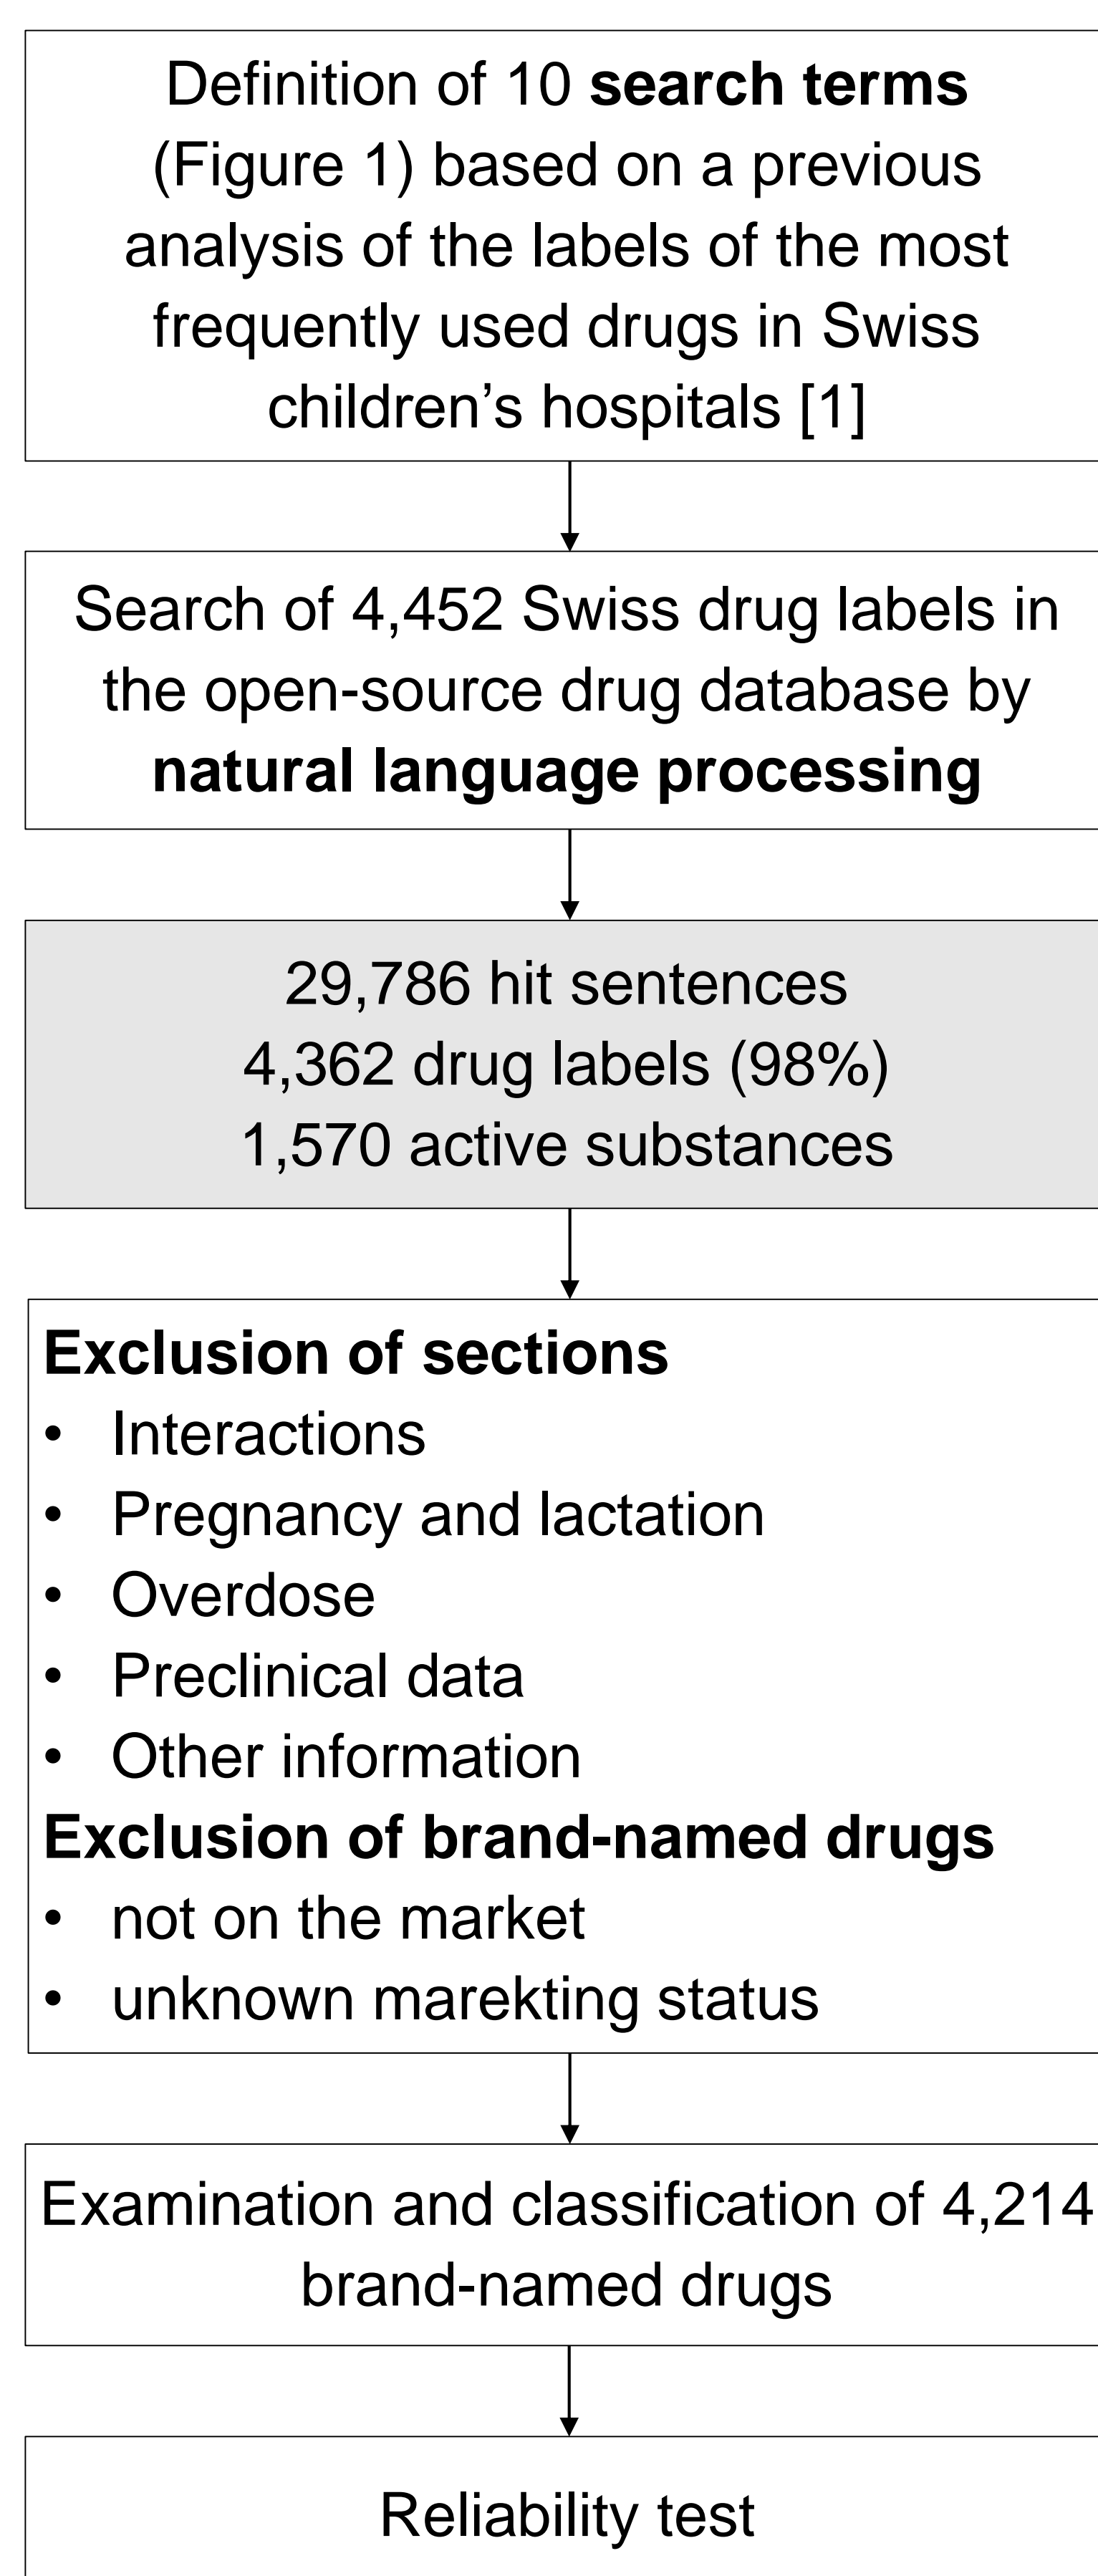 Definition of 10 search terms
(Figure 1) based on a previous
analysis of the labels of the most
frequently used drugs in Swiss
children’s hospitals [1]
Search of 4,452 Swiss drug labels in
the open-source drug database by
natural language processing
29,786 hit sentences
4,362 drug labels (98%)
1,570 active substances
Exclusion of sections
• Interactions
• Pregnancy and lactation
• Overdose
• Preclinical data
• Other information
Exclusion of brand-named drugs
• not on the market
• unknown marekting status
Examination and classification of 4,214
brand-named drugs
Reliability test